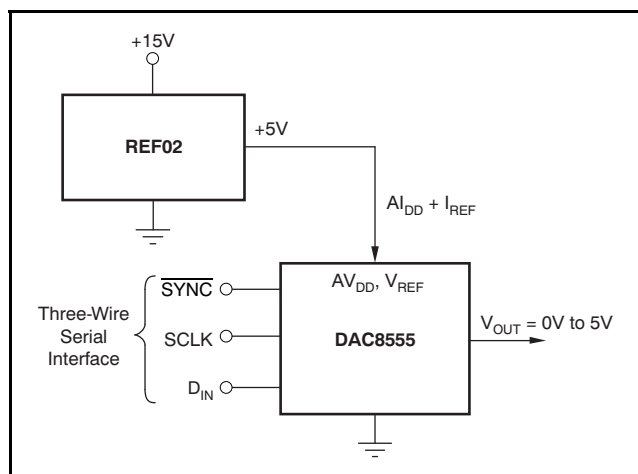 +15V
REF02
+5V
AI_DD + I_REF
SYNC
AV_DD, V_REF
Three-Wire
Serial
Interface
SCLK
DAC8555
V_OUT = 0V to 5V
D_IN